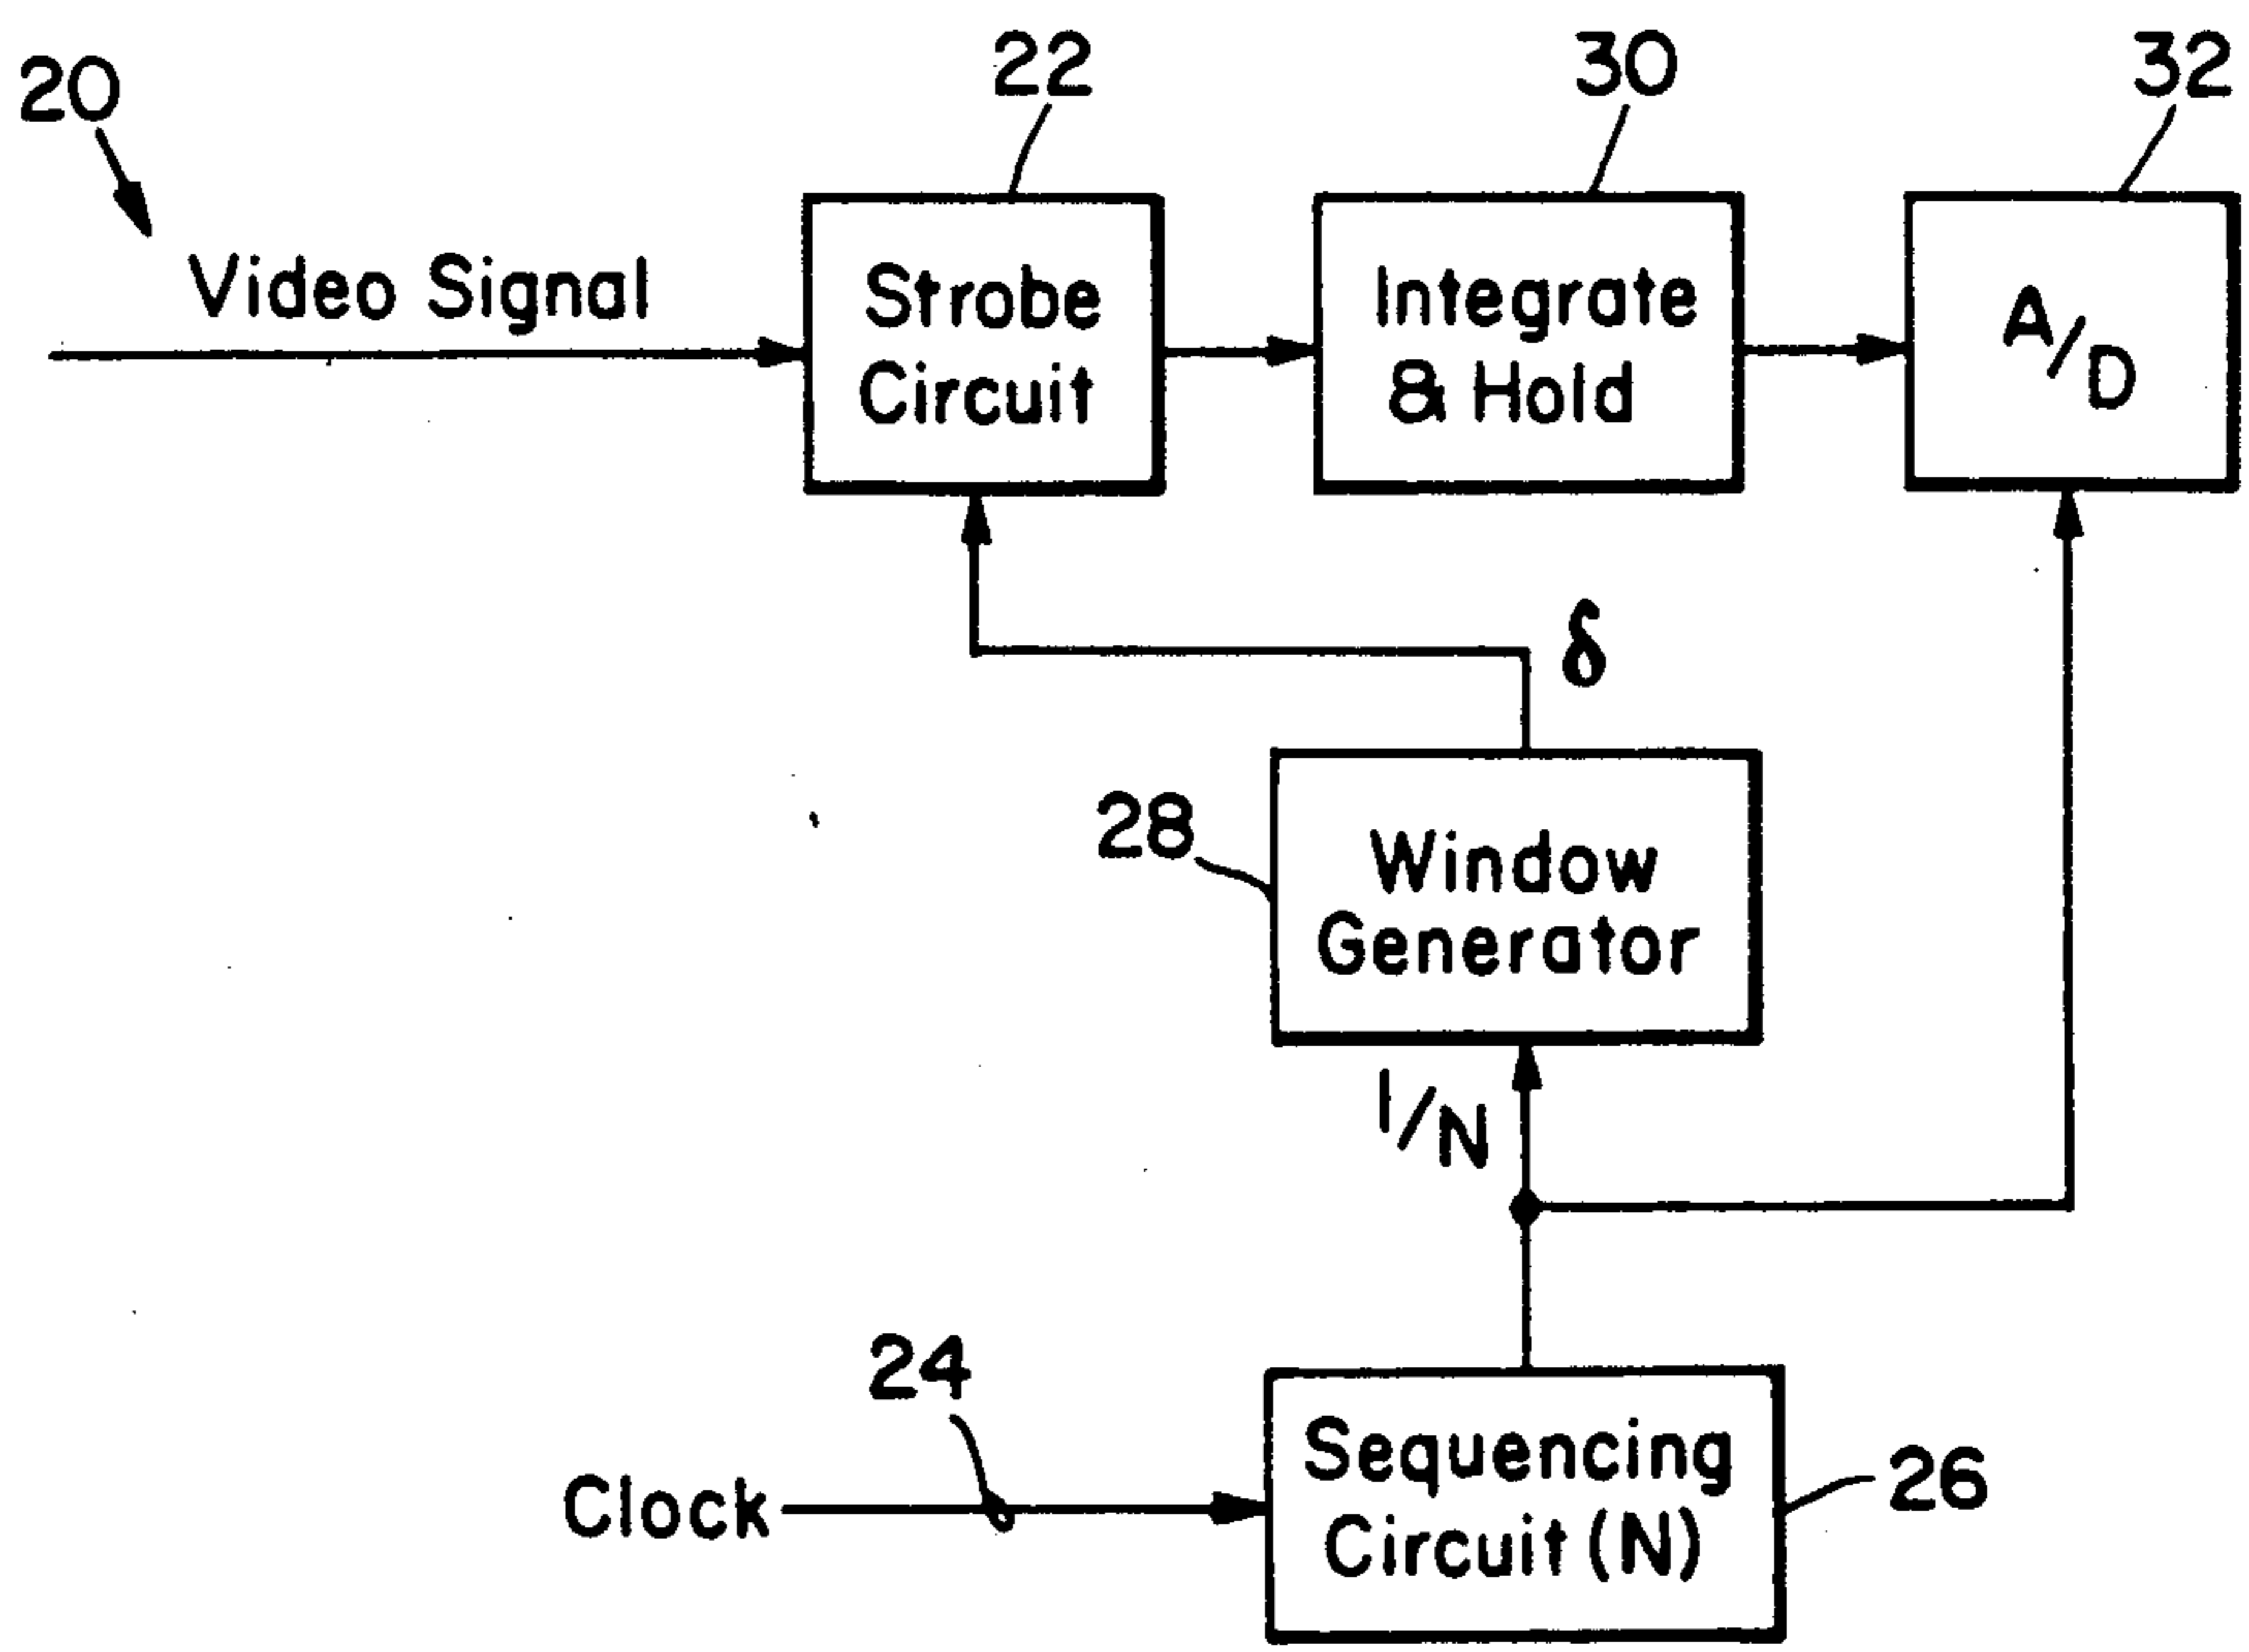 20
22
30
32
Video Signal
Strobe
Circuit
Integrate
& Hold
A/D
δ
28
Window
Generator
1/N
24
Clock
Sequencing
Circuit (N)
26